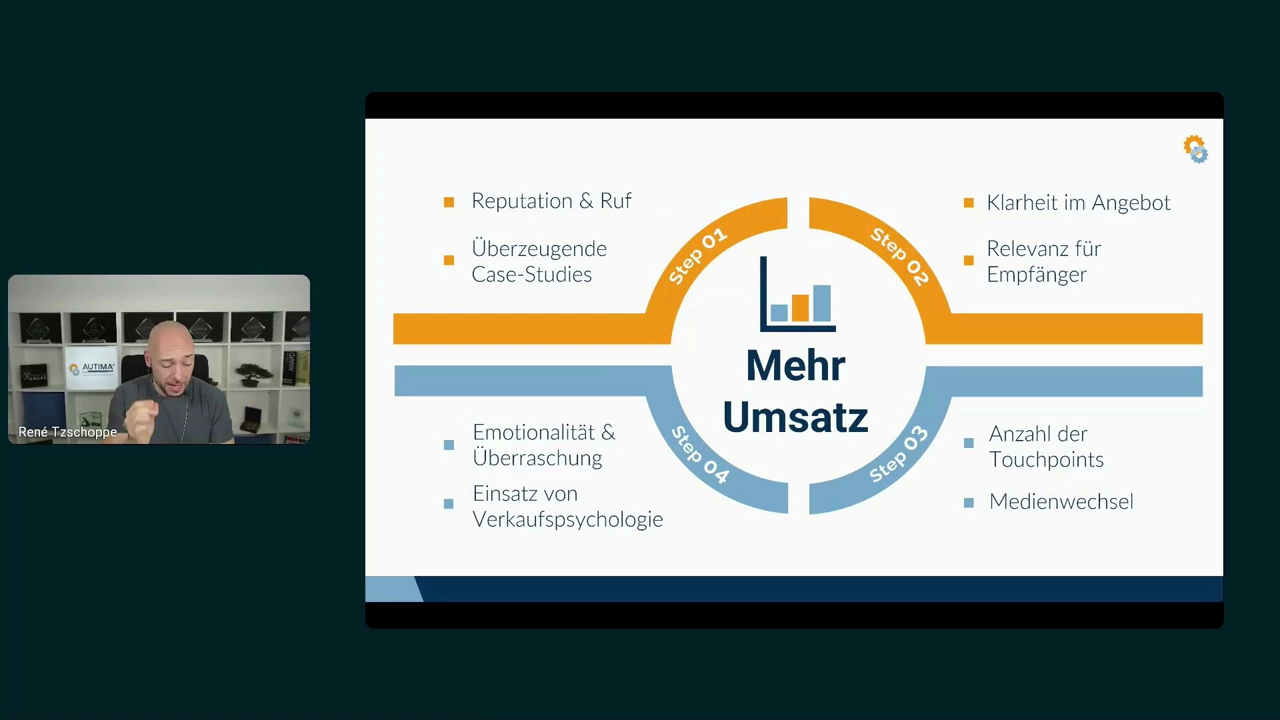 Reputation & Ruf
Überzeugende
Case-Studies
Step 01
Step 02
Klarheit im Angebot
Relevanz für
Empfänger
Mehr
Umsatz
Emotionalität &
Überraschung
Einsatz von
Verkaufspsychologie
Step 04
Step 03
Anzahl der
Touchpoints
Medienwechsel
AUTIMA
René Tzschoppe